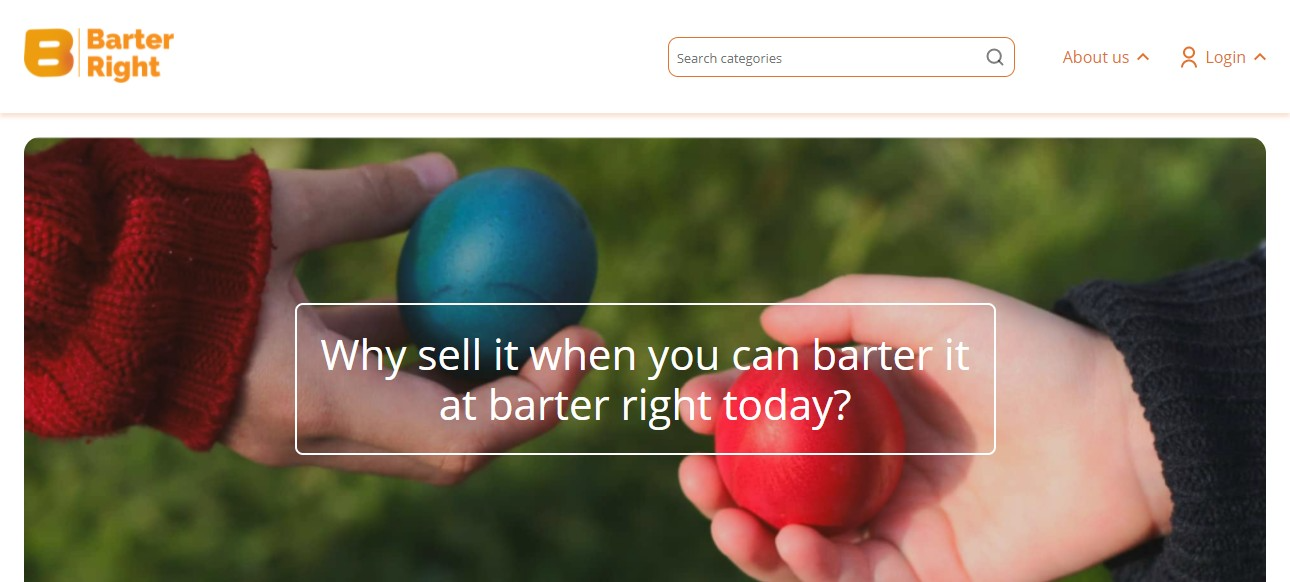 Barter
Right
Search categories
About us
Login
Why sell it when you can barter it
at barter right today?